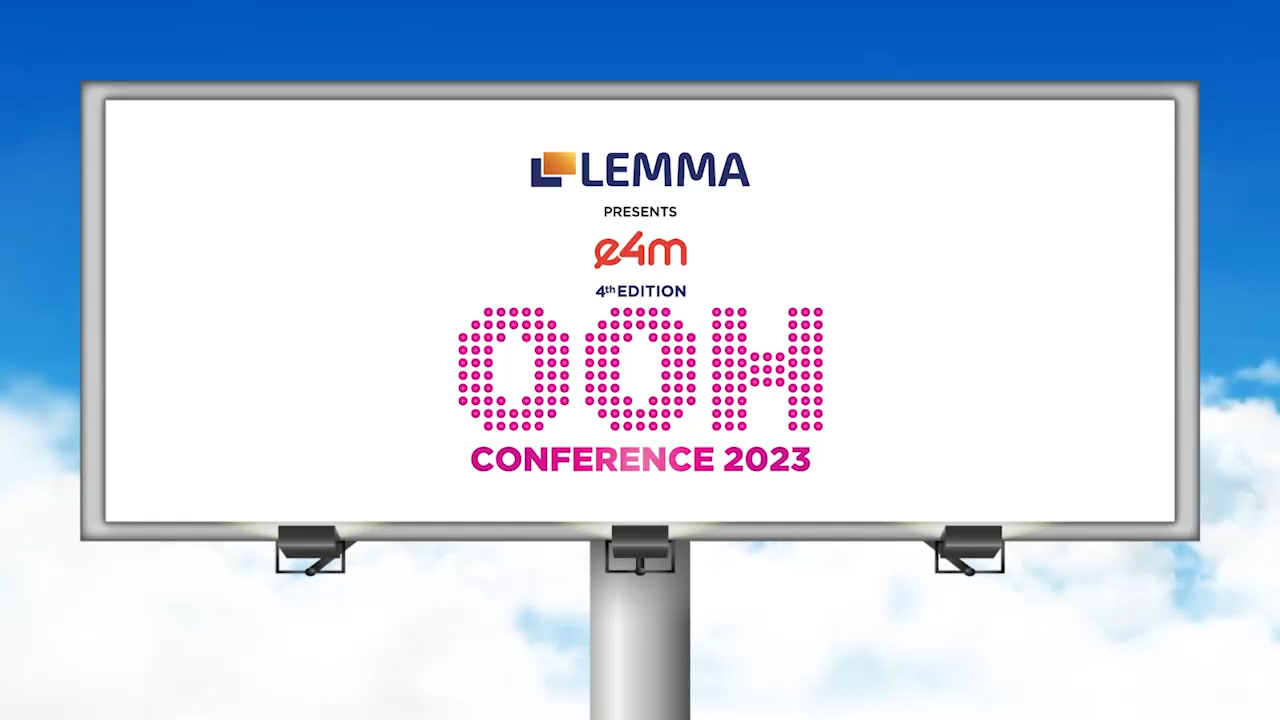 LEMMA
PRESENTS
e4m
4th EDITION
OOH
CONFERENCE 2023